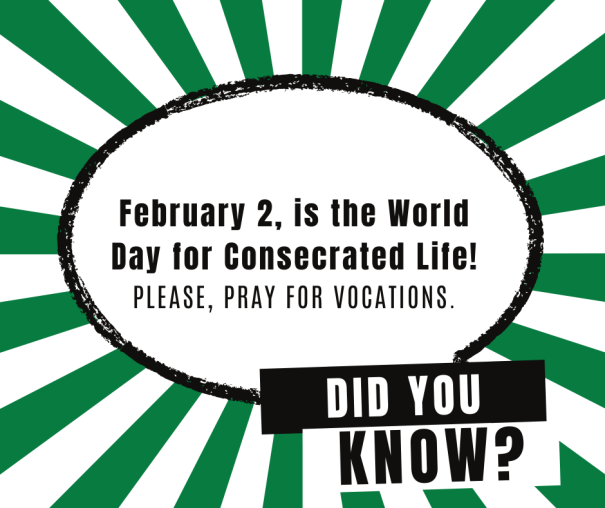 February 2, is the World
Day for Consecrated Life!
PLEASE, PRAY FOR VOCATIONS.
DID YOU
KNOW?